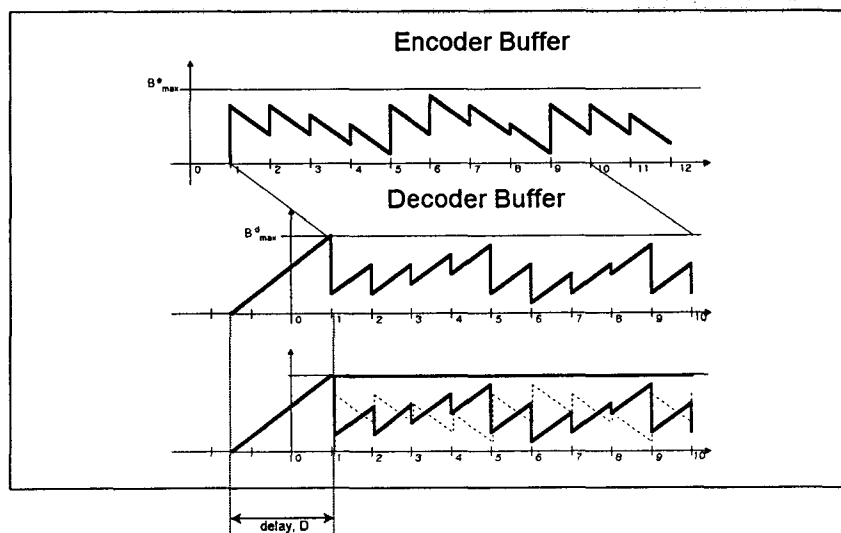 Encoder Buffer
Bᵉmax
0 1 2 3 4 5 6 7 8 9 10 11 12
Decoder Buffer
Bᵈmax
0 1 2 3 4 5 6 7 8 9 10
0 1 2 3 4 5 6 7 8 9 10
delay, D